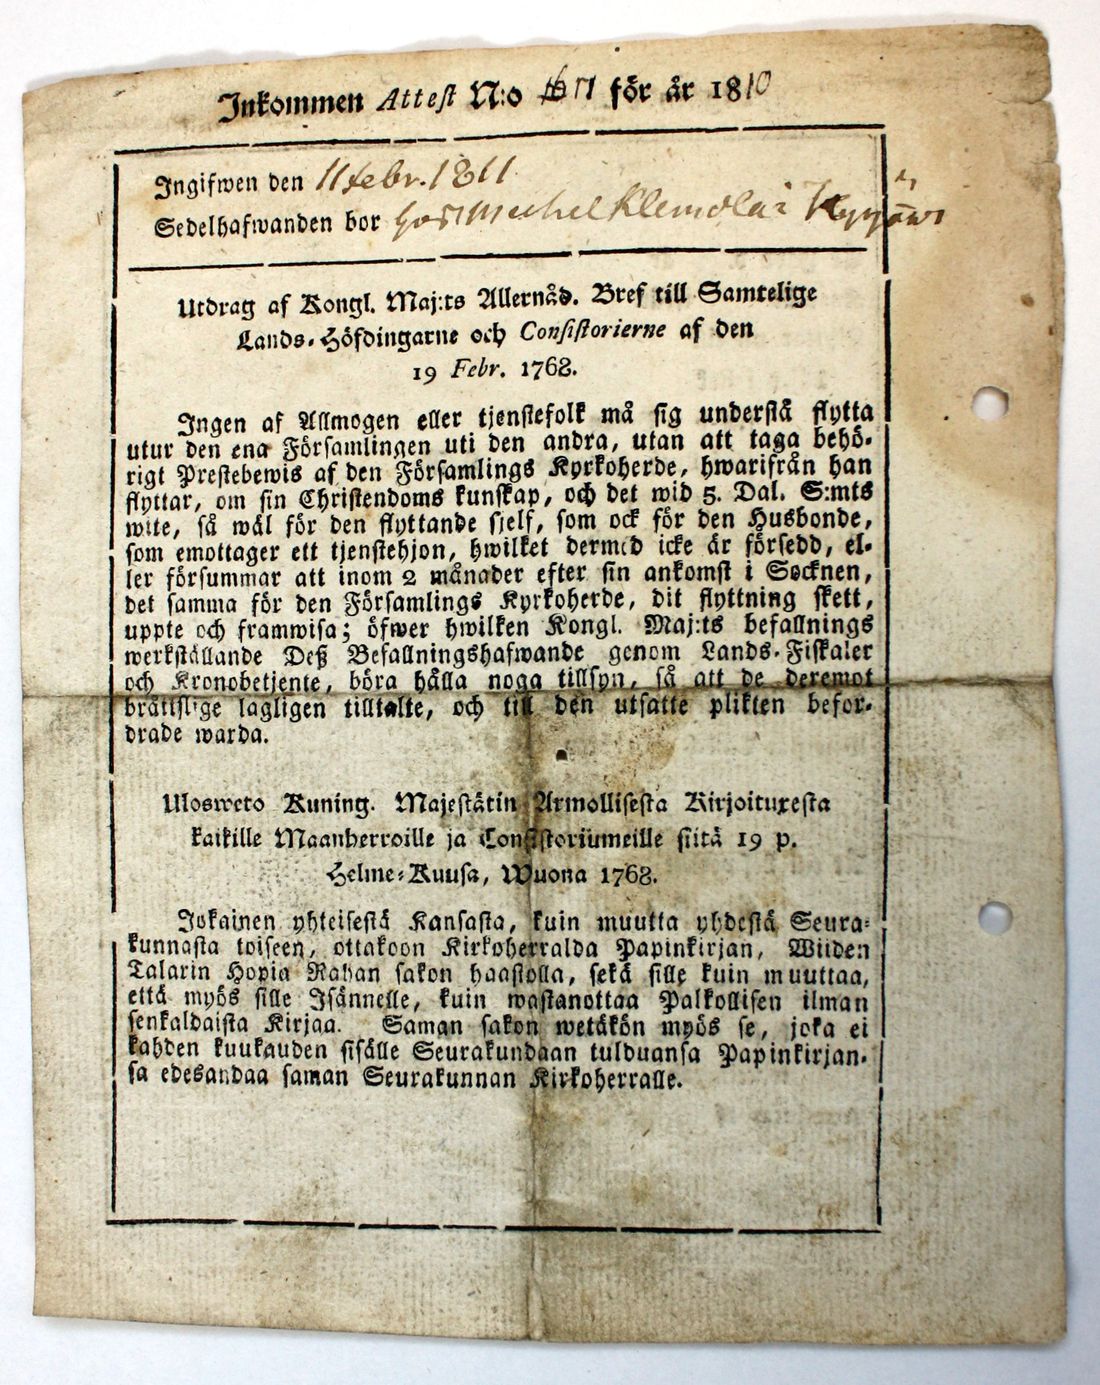 Inkommen Attest N:o 17 för år 1810
Ingifwen den 11 febr. 1811
Sedelhafwanden bor hos Michel Klemola i
Utdrag af Kongl. Maj:ts Allernåd. Bref till Samtelige
Lands-Höfdingarne och Consistorierne af den
19 Febr. 1768.
Ingen af Allmogen eller tjenstefolk må sig understå flytta
utur den ena Församlingen uti den andra, utan att taga behö-
rigt Prestebewis af den Församlings Kyrkoherde, hwarifrån han
flyttar, om sin Christendoms kunskap, och det wid 5. Dal. S:mts
wite, så wäl för den flyttande sjelf, som ock för den Husbonde,
som emottager ett tjenstehjon, hwilket dermed icke är försedd, el-
ler försummar att inom 2 månader efter sin ankomst i Socknen,
det samma för den Församlings Kyrkoherde, dit flyttning skett,
uppte och framwisa; öfwer hwilken Kongl. Maj:ts befallnings
werkställande Deß Befallningshafwande genom Lands-Fiskaler
och Kronobetjente, böra hålla noga tillsyn, så att de deremot
bråttslige lagligen tilltalte, och till den utsatte plikten befor-
drade warda.
Ulosweto Kuning. Majestätin Armollisesta Kirjoituxesta
kaikille Maanherroille ja Consistoriumeille siitä 19 p.
Helme-Kuusa, Wuona 1768.
Jokainen yhteisestä Kansasta, kuin muutta yhdestä Seura-
kunnasta toiseen, ottakoon Kirkoherralda Papinkirjan, Wiiden
Talarin Hopia Rahan sakon haastolla, sekä sille kuin muuttaa,
että myös sille Isännelle, kuin wastanottaa Palkollisen ilman
senkaldaista Kirjaa. Saman sakon wetäkön myös se, joka ei
kahden kuukauden sisälle Seurakundaan tulduansa Papinkirjan-
sa edesandaa saman Seurakunnan Kirkoherralle.